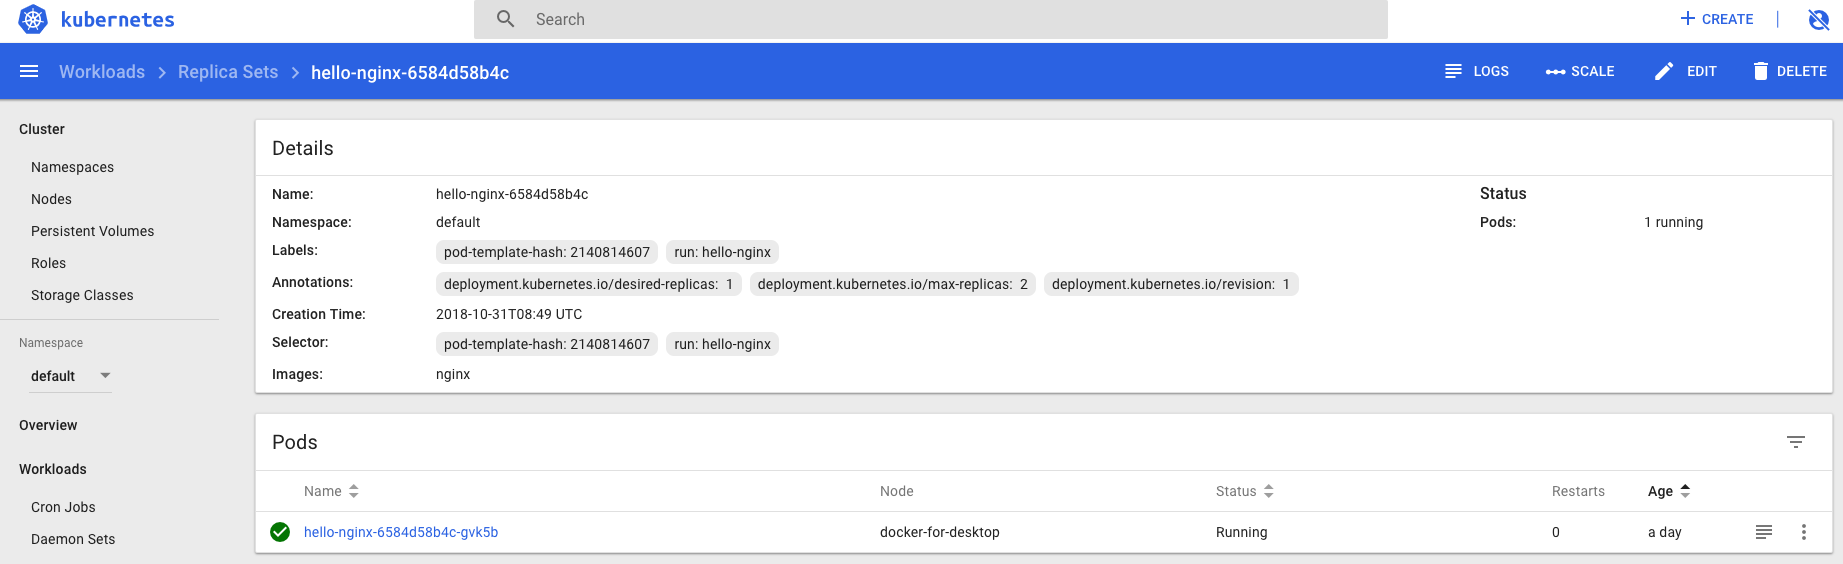 kubernetes
Search
CREATE
Workloads
Replica Sets
hello-nginx-6584d58b4c
LOGS
SCALE
EDIT
DELETE
Cluster
Namespaces
Nodes
Persistent Volumes
Roles
Storage Classes
Namespace
default
Overview
Workloads
Cron Jobs
Daemon Sets
Details
Name: hello-nginx-6584d58b4c
Namespace: default
Labels: pod-template-hash: 2140814607 run: hello-nginx
Annotations: deployment.kubernetes.io/desired-replicas: 1 deployment.kubernetes.io/max-replicas: 2 deployment.kubernetes.io/revision: 1
Creation Time: 2018-10-31T08:49 UTC
Selector: pod-template-hash: 2140814607 run: hello-nginx
Images: nginx
Status
Pods: 1 running
Pods
Name Node Status Restarts Age
hello-nginx-6584d58b4c-gvk5b docker-for-desktop Running 0 a day